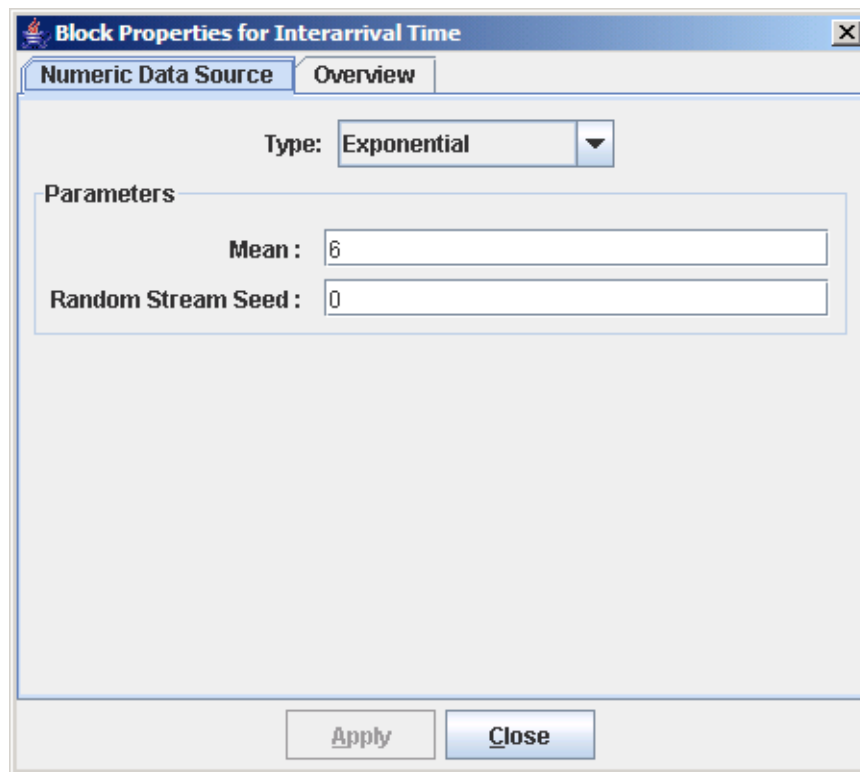 Block Properties for Interarrival Time
Numeric Data Source Overview
Type: Exponential
Parameters
Mean : 6
Random Stream Seed : 0
Apply Close